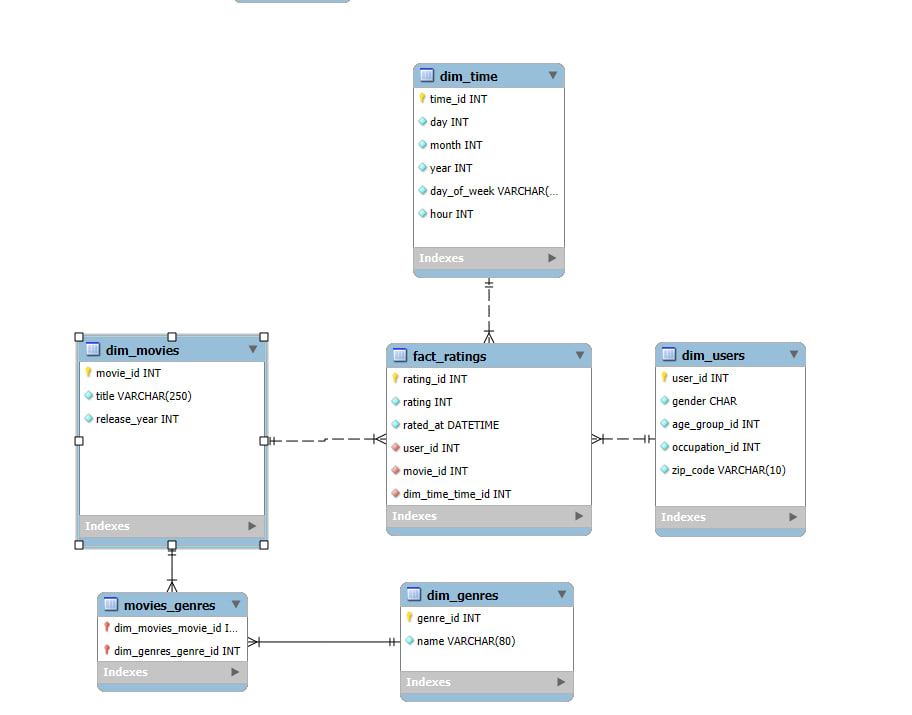 dim_time
time_id INT
day INT
month INT
year INT
day_of_week VARCHAR(...
hour INT
Indexes
dim_movies
movie_id INT
title VARCHAR(250)
release_year INT
Indexes
fact_ratings
rating_id INT
rating INT
rated_at DATETIME
user_id INT
movie_id INT
dim_time_time_id INT
Indexes
dim_users
user_id INT
gender CHAR
age_group_id INT
occupation_id INT
zip_code VARCHAR(10)
Indexes
movies_genres
dim_movies_movie_id I...
dim_genres_genre_id INT
Indexes
dim_genres
genre_id INT
name VARCHAR(80)
Indexes